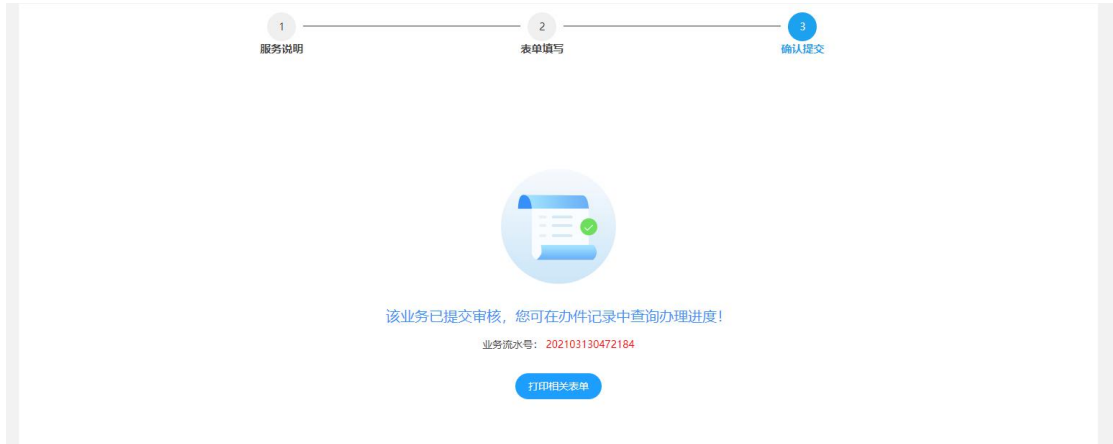 1 2 3
服务说明 表单填写 确认提交
该业务已提交审核，您可在办件记录中查询办理进度！
业务流水号： 202103130472184
打印相关表单